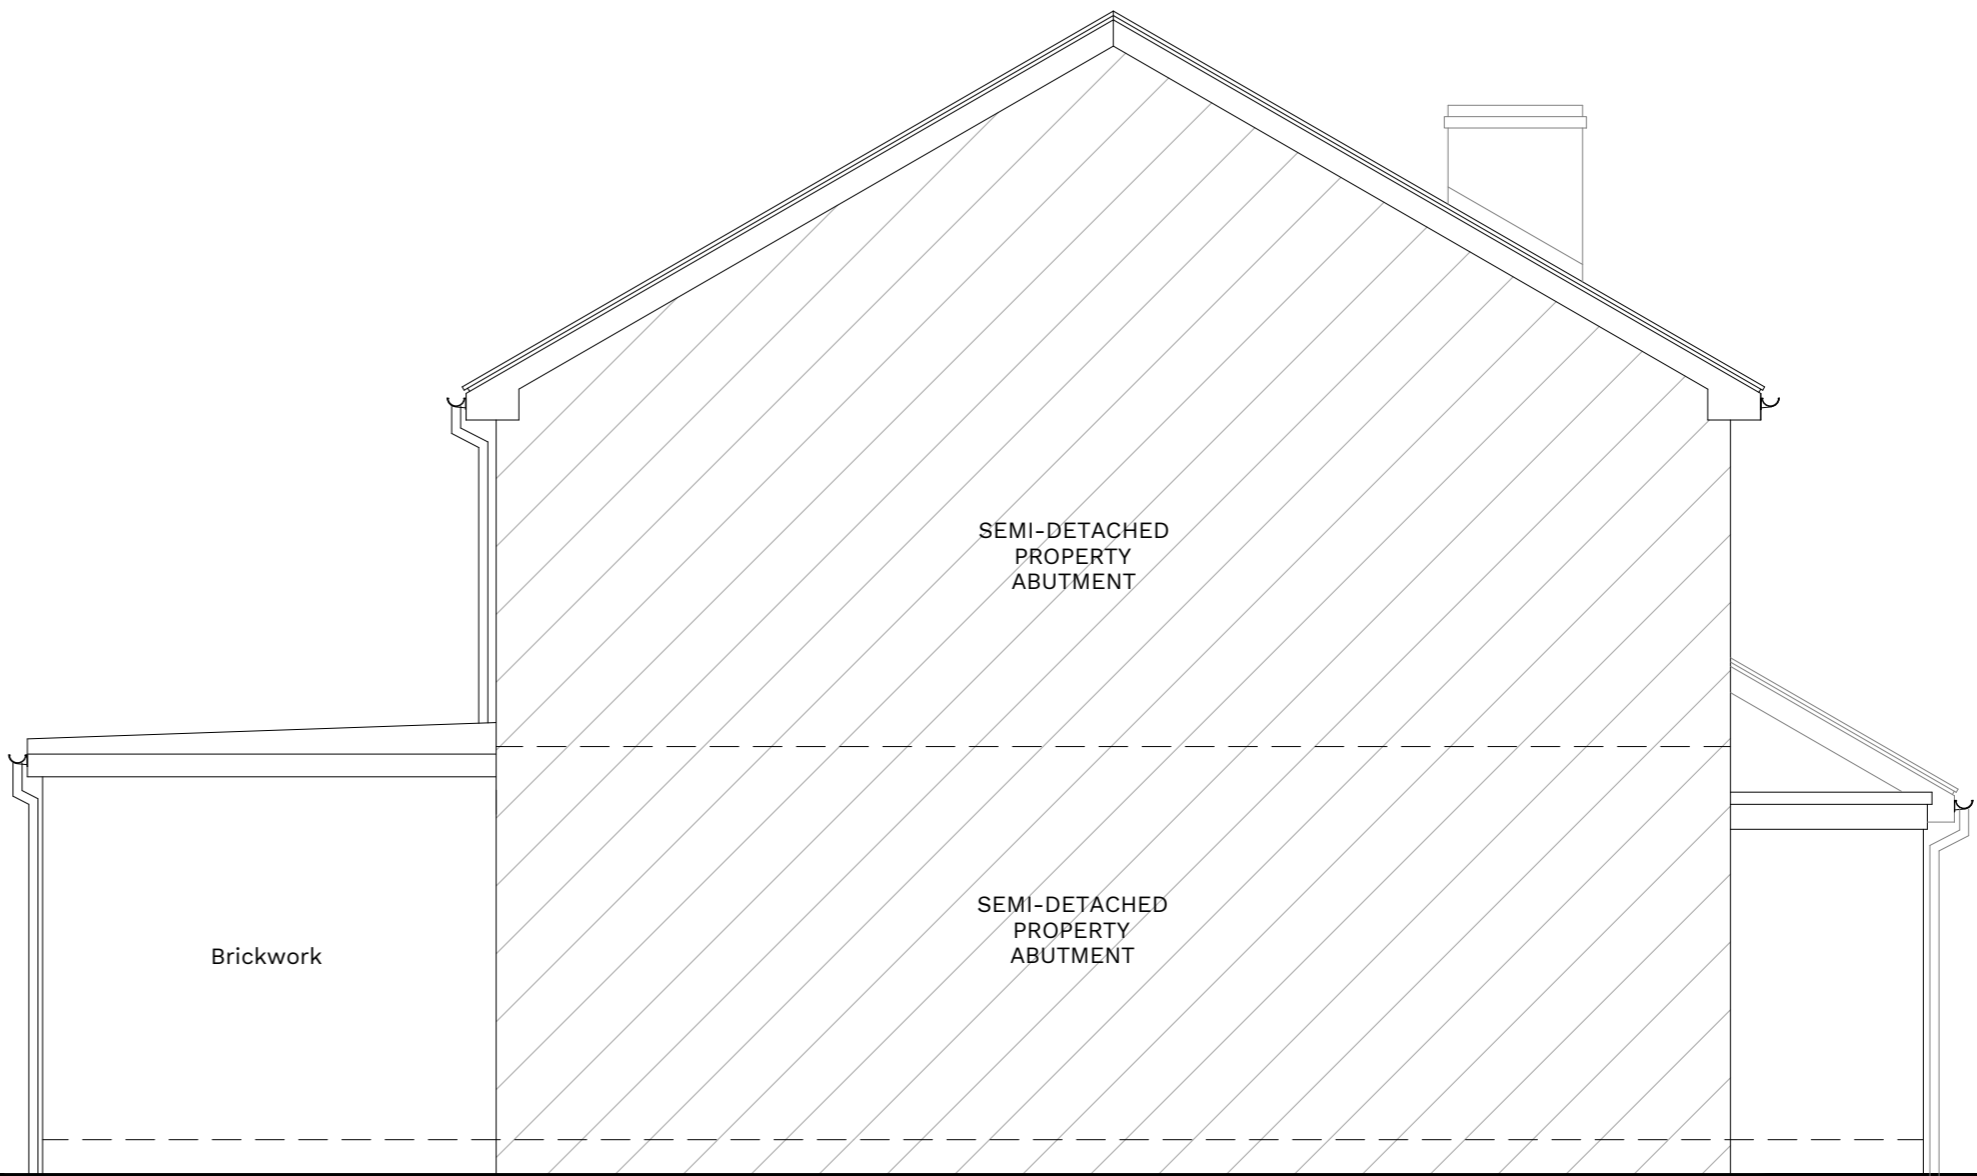 SEMI-DETACHED
PROPERTY
ABUTMENT
SEMI-DETACHED
PROPERTY
ABUTMENT
Brickwork